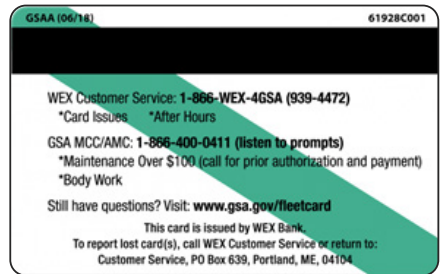 GSAA (06/18) 61928C001
WEX Customer Service: 1-866-WEX-4GSA (939-4472)
*Card Issues *After Hours
GSA MCC/AMC: 1-866-400-0411 (listen to prompts)
*Maintenance Over $100 (call for prior authorization and payment)
*Body Work
Still have questions? Visit: www.gsa.gov/fleetcard
This card is issued by WEX Bank.
To report lost card(s), call WEX Customer Service or return to:
Customer Service, PO Box 639, Portland, ME, 04104